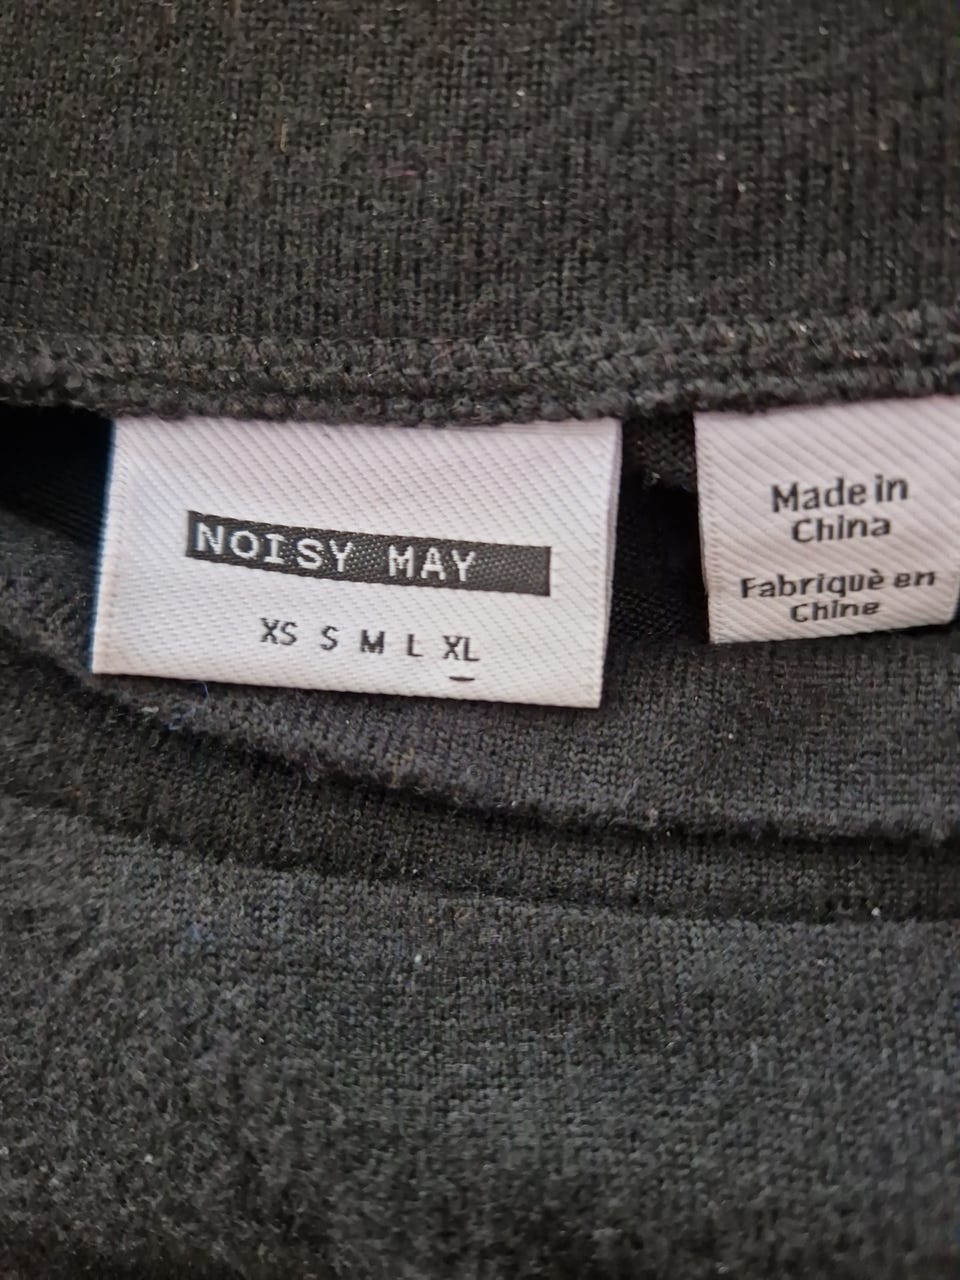 NOISY MAY
XS S M L XL
Made in
China
Fabriquè en
Chine